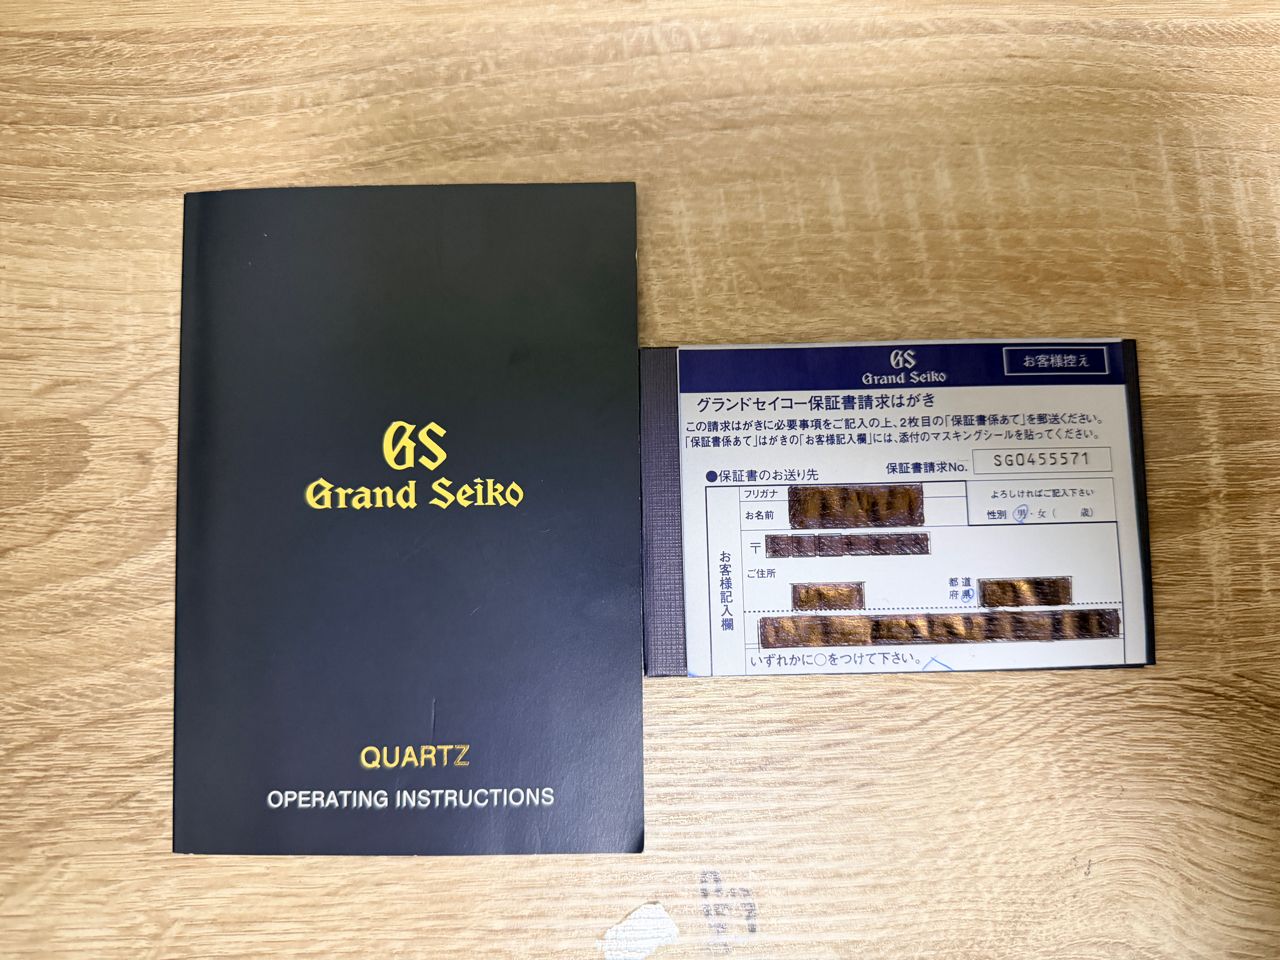 GS
Grand Seiko
QUARTZ
OPERATING INSTRUCTIONS
GS
Grand Seiko
お客様控え
グランドセイコー保証書請求はがき
この請求はがきに必要事項をご記入の上、2枚目の「保証書係あて」を郵送ください。
「保証書係あて」はがきの「お客様記入欄」には、添付のマスキングシールを貼ってください。
●保証書のお送り先
保証書請求No.
SG0455571
フリガナ
お名前
よろしければご記入下さい
性別 男・女( 歳)
〒
ご住所
都道
府県
お客様記入欄
いずれかに○をつけて下さい。